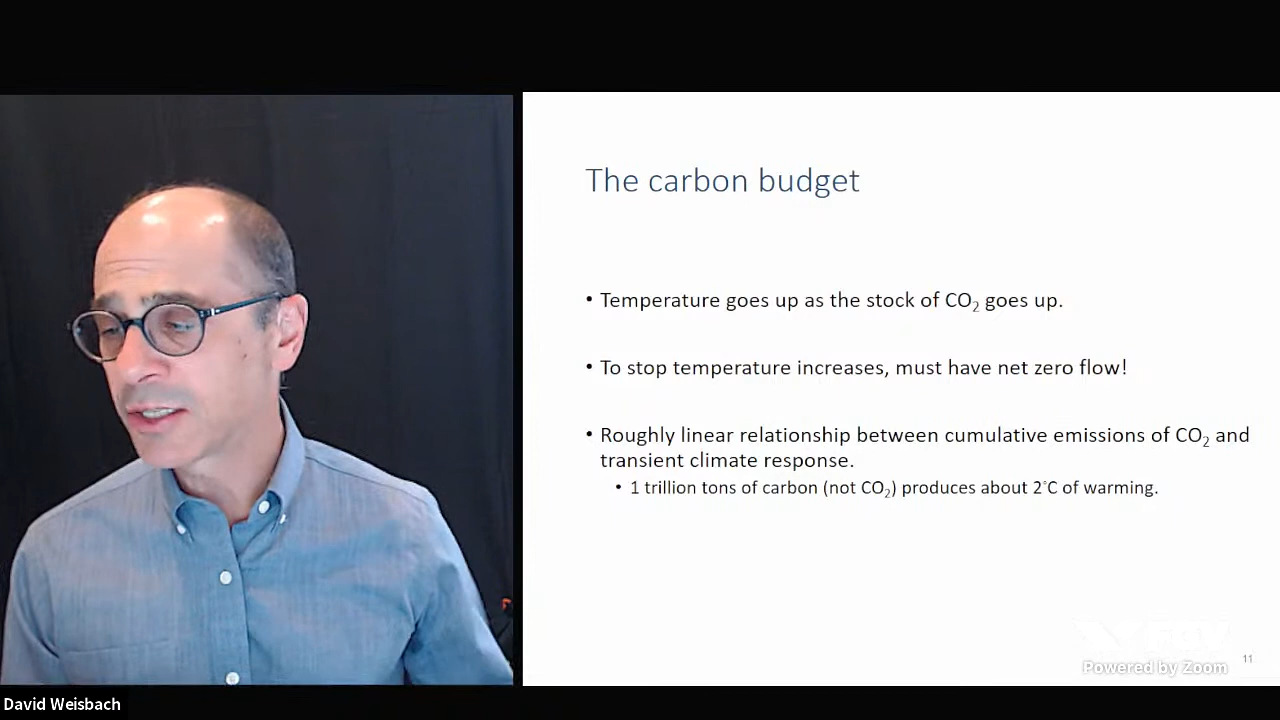 The carbon budget
• Temperature goes up as the stock of CO₂ goes up.
• To stop temperature increases, must have net zero flow!
• Roughly linear relationship between cumulative emissions of CO₂ and
transient climate response.
• 1 trillion tons of carbon (not CO₂) produces about 2°C of warming.
FGV
Powered by Zoom
11
David Weisbach